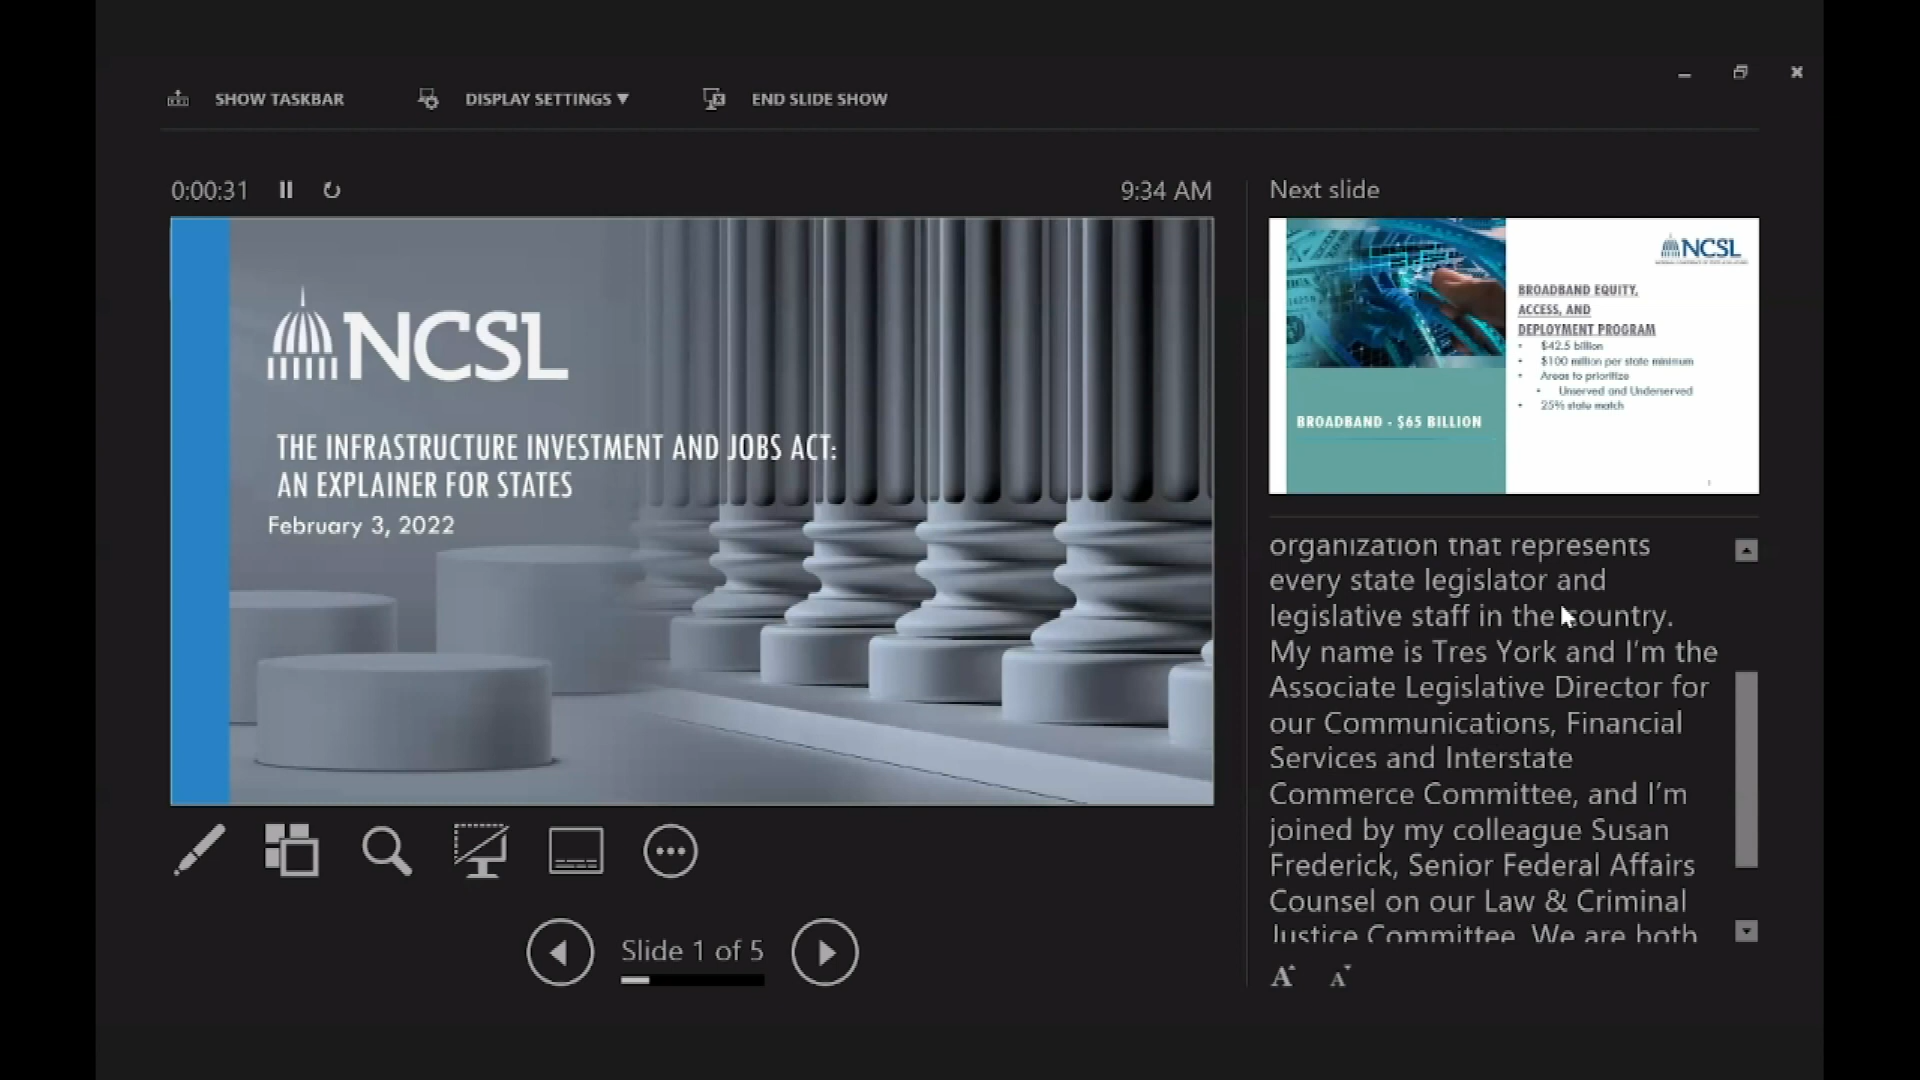 SHOW TASKBAR
DISPLAY SETTINGS ▼
END SLIDE SHOW
0:00:31
9:34 AM
NCSL
THE INFRASTRUCTURE INVESTMENT AND JOBS ACT:
AN EXPLAINER FOR STATES
February 3, 2022
Slide 1 of 5
Next slide
NCSL
BROADBAND - $65 BILLION
BROADBAND EQUITY,
ACCESS, AND
DEPLOYMENT PROGRAM
• $42.5 billion
• $100 million per state minimum
• Areas to prioritize
• Unserved and Underserved
• 25% state match
organization that represents
every state legislator and
legislative staff in the country.
My name is Tres York and I'm the
Associate Legislative Director for
our Communications, Financial
Services and Interstate
Commerce Committee, and I'm
joined by my colleague Susan
Frederick, Senior Federal Affairs
Counsel on our Law & Criminal
Justice Committee. We are both
A A